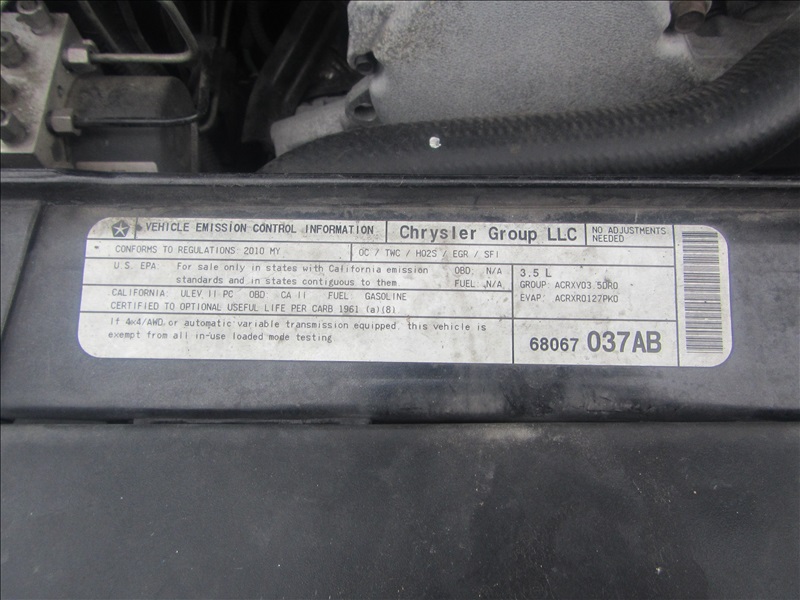 VEHICLE EMISSION CONTROL INFORMATION
Chrysler Group LLC
NO ADJUSTMENTS
NEEDED
CONFORMS TO REGULATIONS: 2010 MY
OC / TWC / HO2S / EGR / SFI
U.S. EPA: For sale only in states with California emission
standards and in states contiguous to them
OBD: N/A
FUEL: N/A
CALIFORNIA: ULEV II PC OBD: CA II FUEL: GASOLINE
CERTIFIED TO OPTIONAL USEFUL LIFE PER CARB 1961 (a)(8)
3.5 L
GROUP: ACRXV03.5DR0
EVAP: ACRXR0127PK0
If 4x4/AWD, or automatic variable transmission equipped, this vehicle is
exempt from all in-use loaded mode testing.
68067 037AB